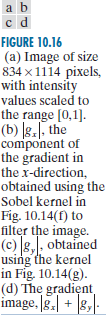 a b
c d
FIGURE 10.16
(a) Image of size
834 × 1114 pixels,
with intensity
values scaled to
the range [0,1].
(b) |gₓ|, the
component of
the gradient in
the x-direction,
obtained using the
Sobel kernel in
Fig. 10.14(f) to
filter the image.
(c) |gᵧ|, obtained
using the kernel
in Fig. 10.14(g).
(d) The gradient
image, |gₓ| + |gᵧ|.